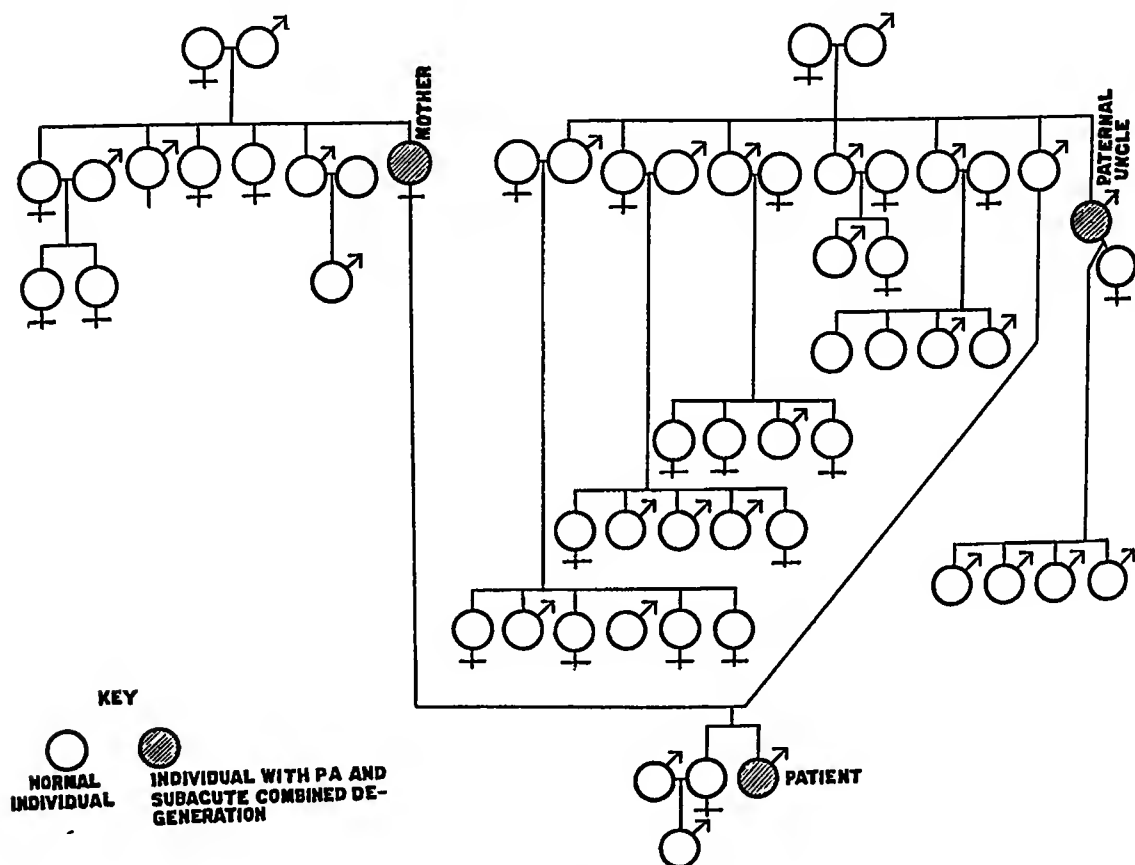 MOTHER
PATERNAL
UNCLE
KEY
NORMAL
INDIVIDUAL
INDIVIDUAL WITH PA AND
SUBACUTE COMBINED DE-
GENERATION
PATIENT